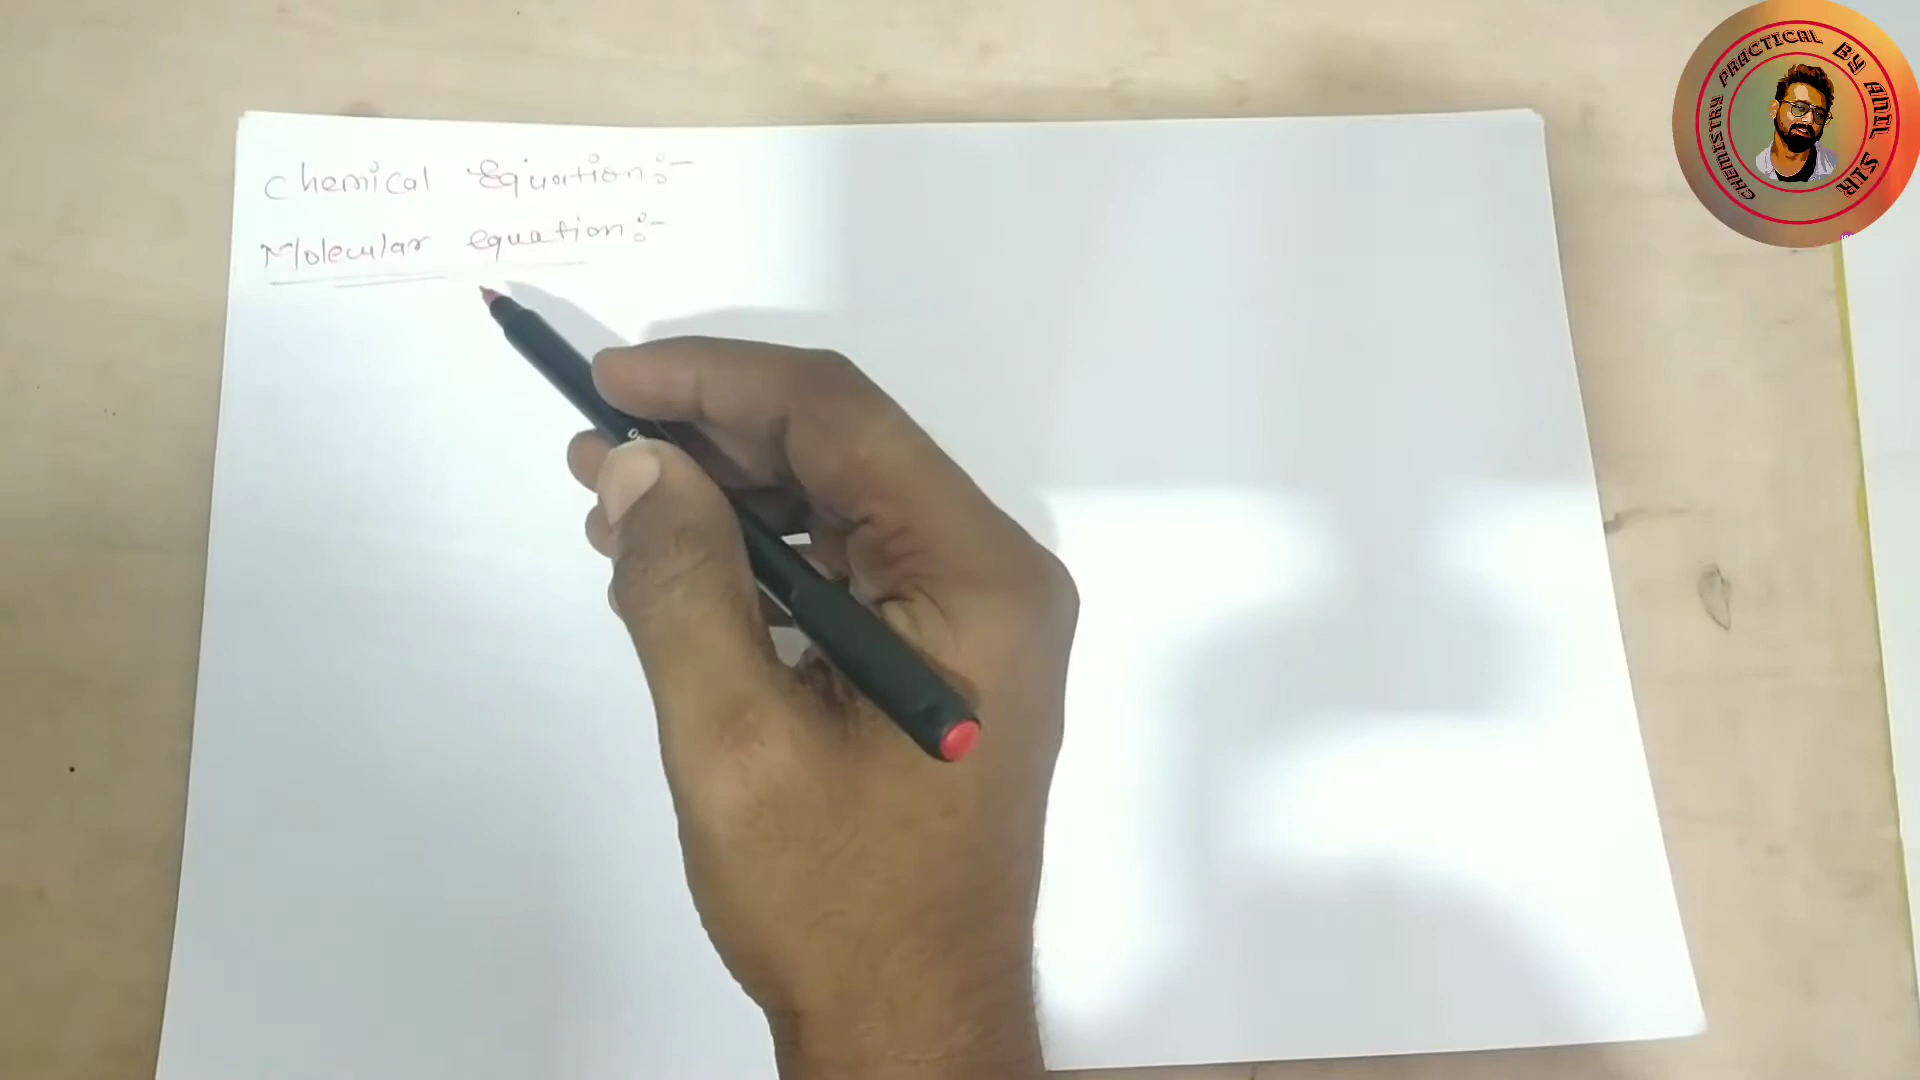 Chemical Equation:-
Molecular equation:-
CHEMISTRY PRACTICAL BY ANIL SIR